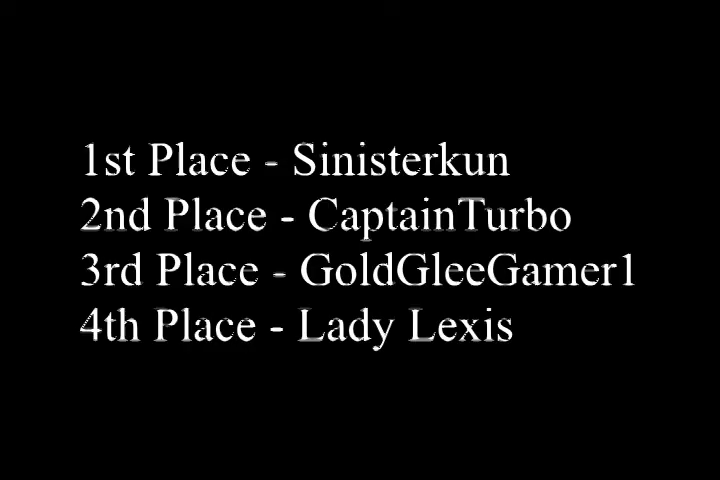 1st Place - Sinisterkun
2nd Place - CaptainTurbo
3rd Place - GoldGleeGamer1
4th Place - Lady Lexis